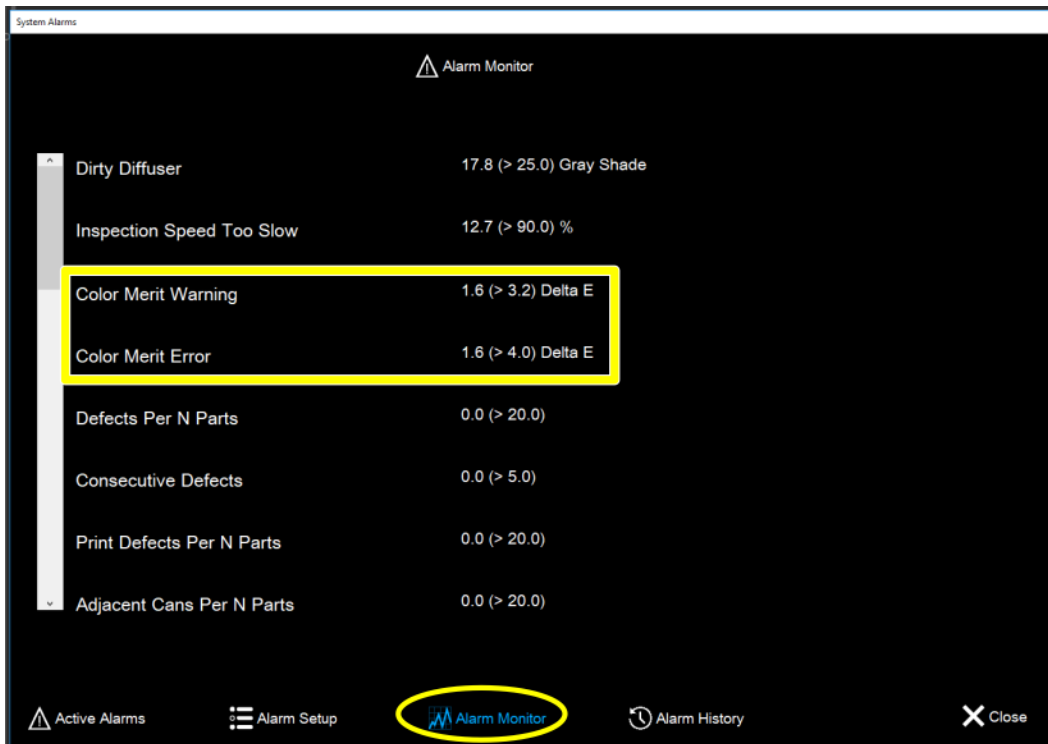 System Alarms
Alarm Monitor
Dirty Diffuser 17.8 (> 25.0) Gray Shade
Inspection Speed Too Slow 12.7 (> 90.0) %
Color Merit Warning 1.6 (> 3.2) Delta E
Color Merit Error 1.6 (> 4.0) Delta E
Defects Per N Parts 0.0 (> 20.0)
Consecutive Defects 0.0 (> 5.0)
Print Defects Per N Parts 0.0 (> 20.0)
Adjacent Cans Per N Parts 0.0 (> 20.0)
Active Alarms Alarm Setup Alarm Monitor Alarm History Close